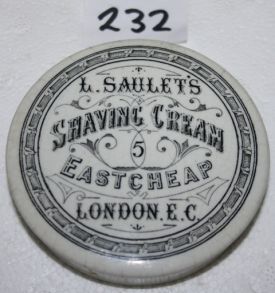 232
L. SAULET'S
SHAVING CREAM
5
EASTCHEAP
LONDON. E.C.